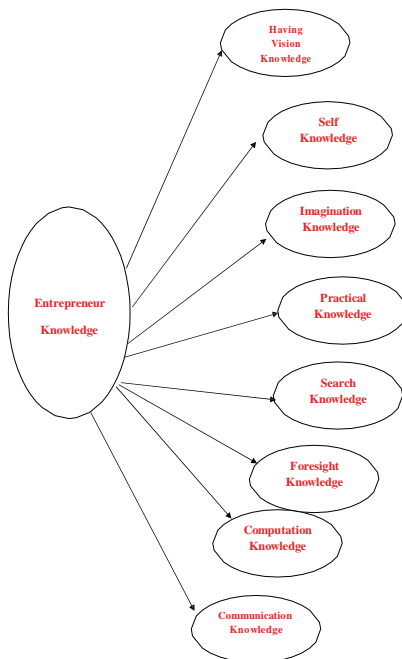 Having
Vision
Knowledge
Self
Knowledge
Imagination
Knowledge
Entrepreneur
Knowledge
Practical
Knowledge
Search
Knowledge
Foresight
Knowledge
Computation
Knowledge
Communication
Knowledge